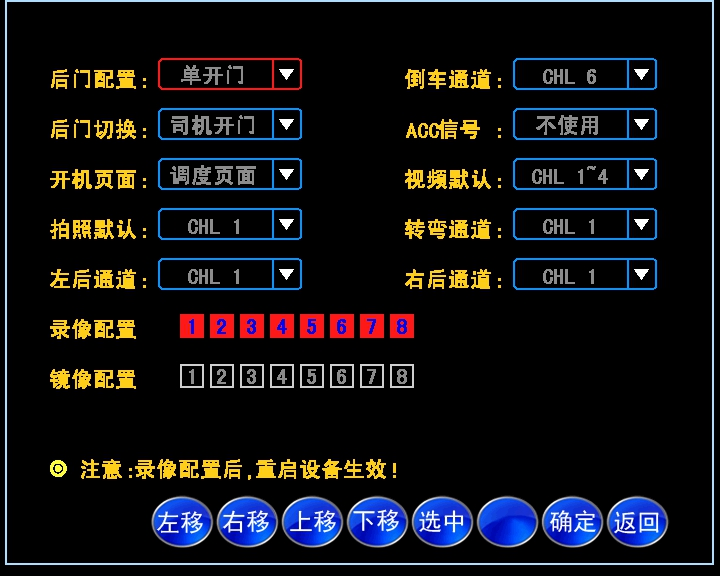 后门配置: 单开门 倒车通道: CHL 6
后门切换: 司机开门 ACC信号 : 不使用
开机页面: 调度页面 视频默认: CHL 1~4
拍照默认: CHL 1 转弯通道: CHL 1
左后通道: CHL 1 右后通道: CHL 1
录像配置 1 2 3 4 5 6 7 8
镜像配置 1 2 3 4 5 6 7 8
注意:录像配置后,重启设备生效!
左移 右移 上移 下移 选中 确定 返回